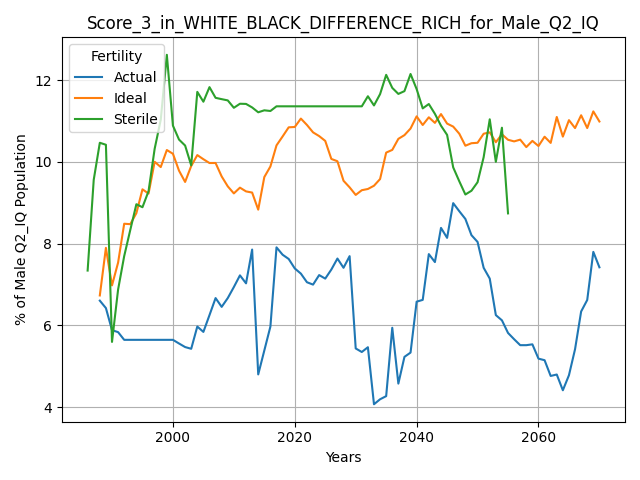 Score_3_in_WHITE_BLACK_DIFFERENCE_RICH_for_Male_Q2_IQ
Fertility
Actual
Ideal
Sterile
% of Male Q2_IQ Population
12
10
8
6
4
2000
2020
2040
2060
Years